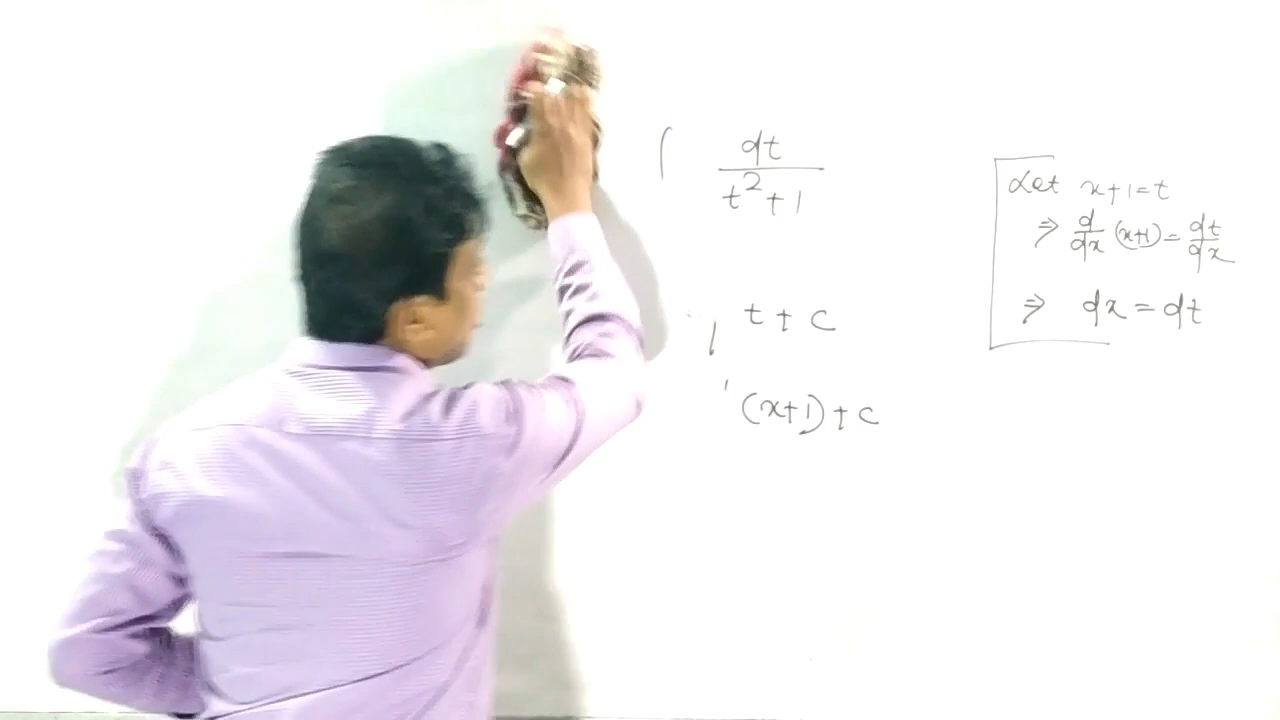 ∫ dt / t² + 1
t + c
(x+1) + c
Let x+1 = t
⇒ d/dx (x+1) = dt/dx
⇒ dx = dt